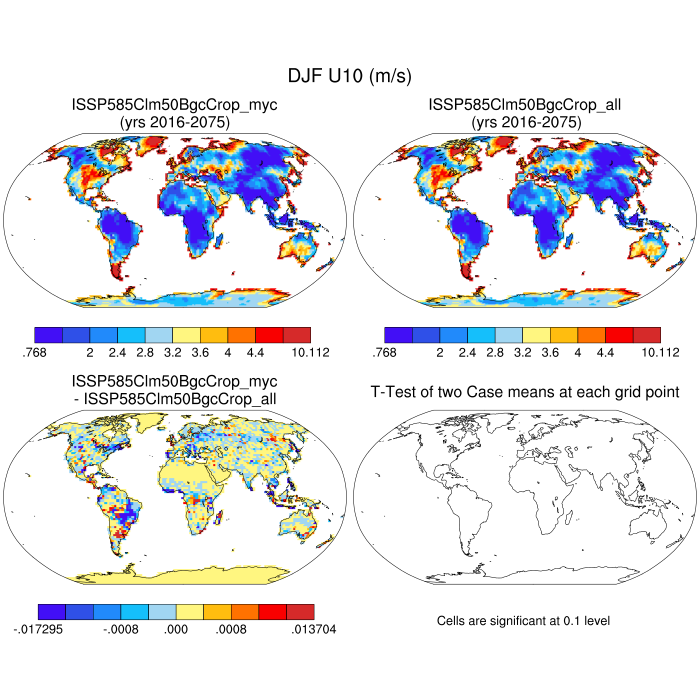 DJF U10 (m/s)
ISSP585Clm50BgcCrop_myc
(yrs 2016-2075)
ISSP585Clm50BgcCrop_all
(yrs 2016-2075)
.768 2 2.4 2.8 3.2 3.6 4 4.4 10.112
.768 2 2.4 2.8 3.2 3.6 4 4.4 10.112
ISSP585Clm50BgcCrop_myc
- ISSP585Clm50BgcCrop_all
T-Test of two Case means at each grid point
-.017295 -.0008 .000 .0008 .013704
Cells are significant at 0.1 level